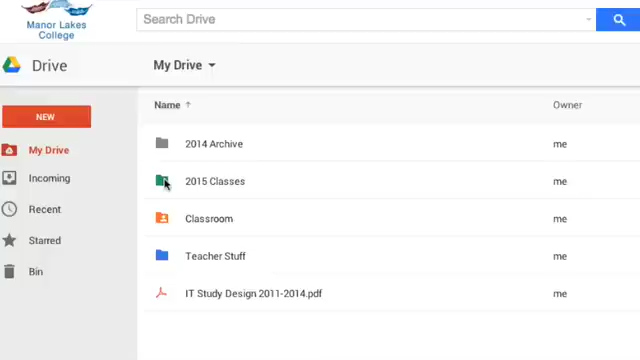 Manor Lakes
College
Search Drive
Drive
My Drive
Name
Owner
NEW
My Drive
Incoming
Recent
Starred
Bin
2014 Archive
me
2015 Classes
me
Classroom
me
Teacher Stuff
me
IT Study Design 2011-2014.pdf
me